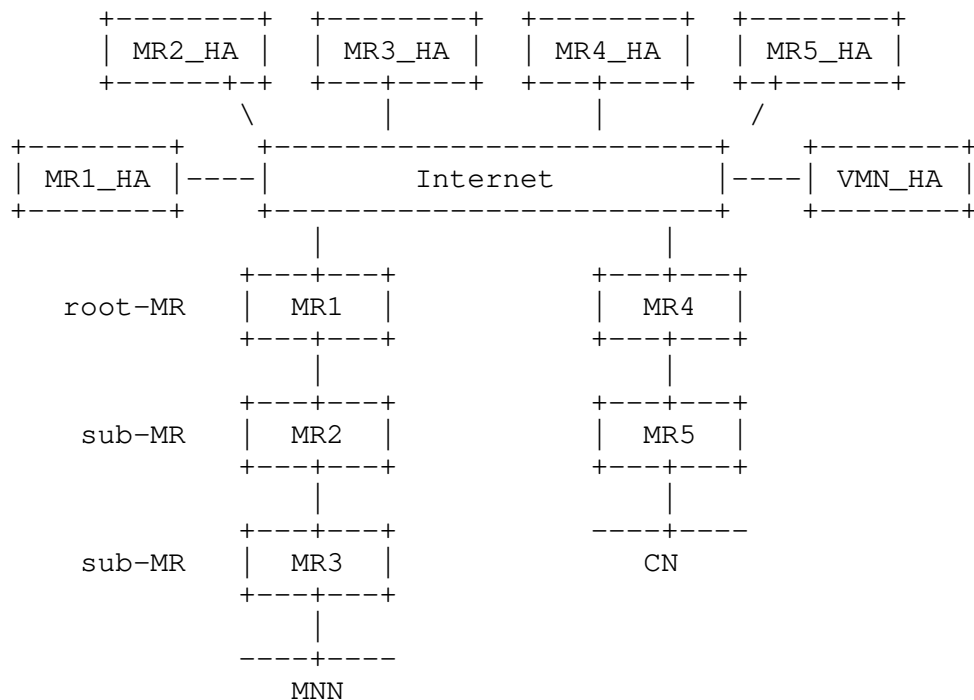 MR2_HA MR3_HA MR4_HA MR5_HA
MR1_HA Internet VMN_HA
root-MR MR1 MR4
sub-MR MR2 MR5
sub-MR MR3 CN
MNN